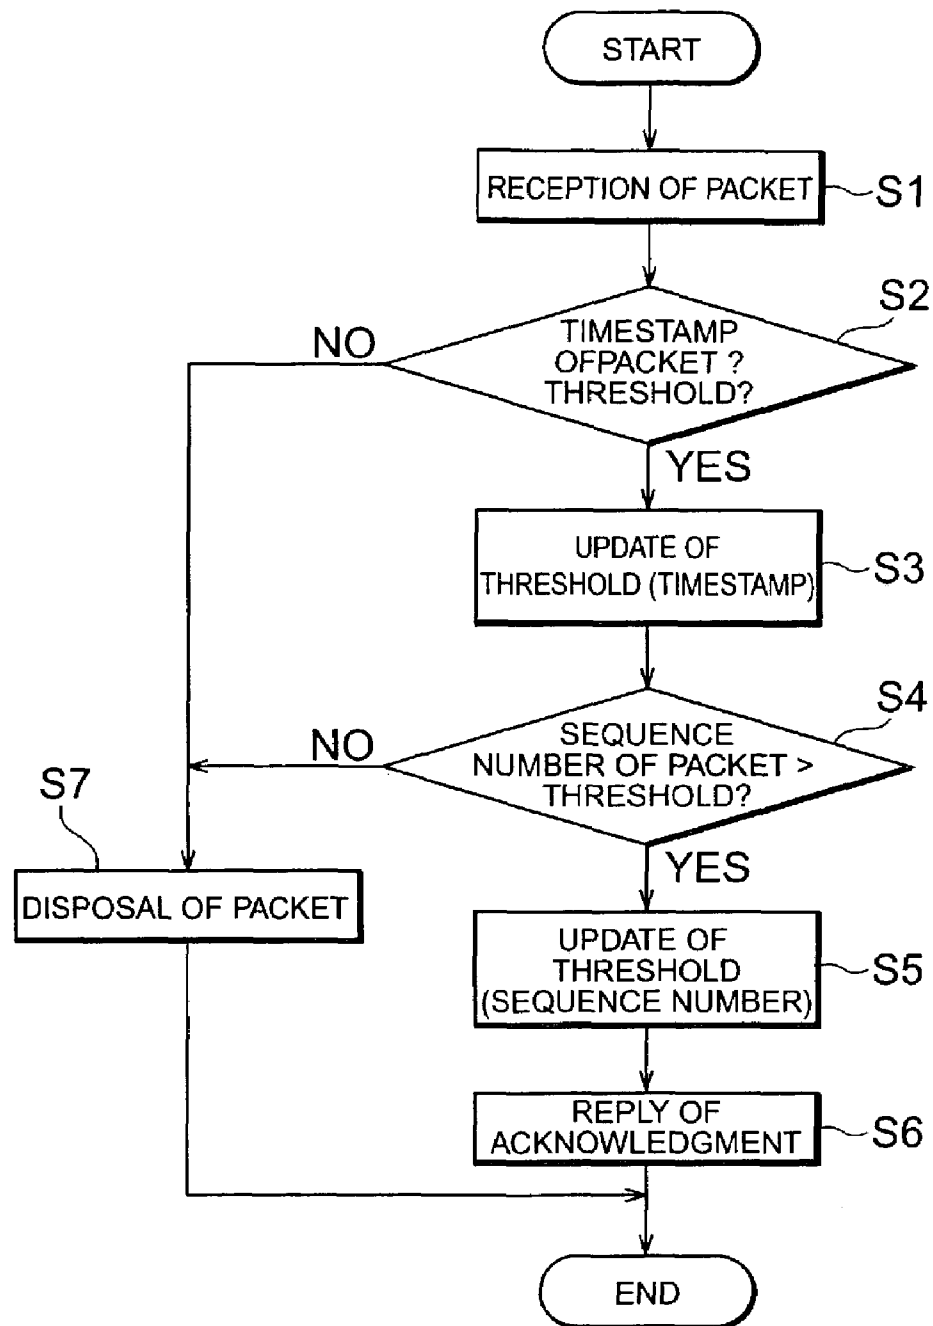 START
RECEPTION OF PACKET
S1
S2
TIMESTAMP
OFPACKET ?
THRESHOLD?
NO
YES
UPDATE OF
THRESHOLD (TIMESTAMP)
S3
S4
SEQUENCE
NUMBER OF PACKET >
THRESHOLD?
NO
YES
S7
DISPOSAL OF PACKET
UPDATE OF
THRESHOLD
(SEQUENCE NUMBER)
S5
REPLY OF
ACKNOWLEDGMENT
S6
END